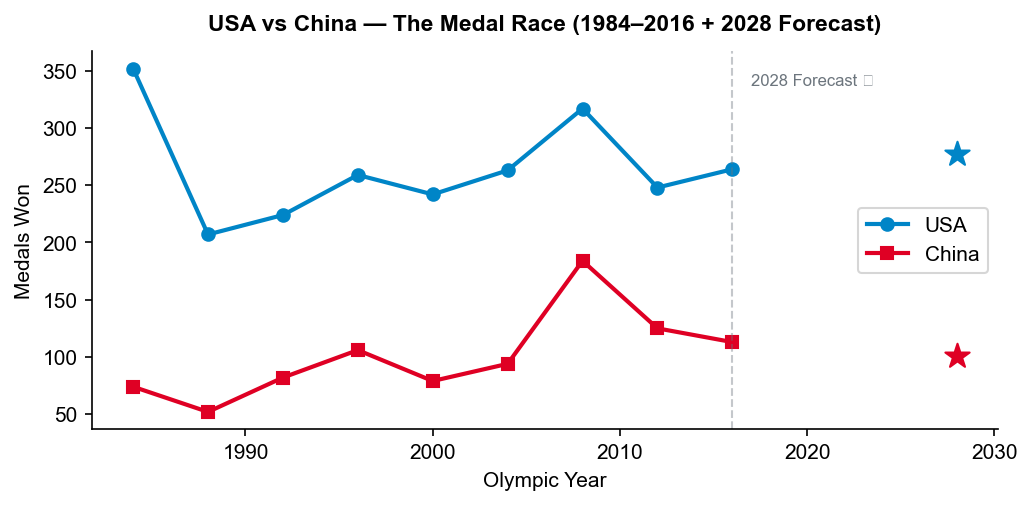 USA vs China — The Medal Race (1984–2016 + 2028 Forecast)
350
300
250
200
150
100
50
Medals Won
2028 Forecast
USA
China
1990
2000
2010
2020
2030
Olympic Year